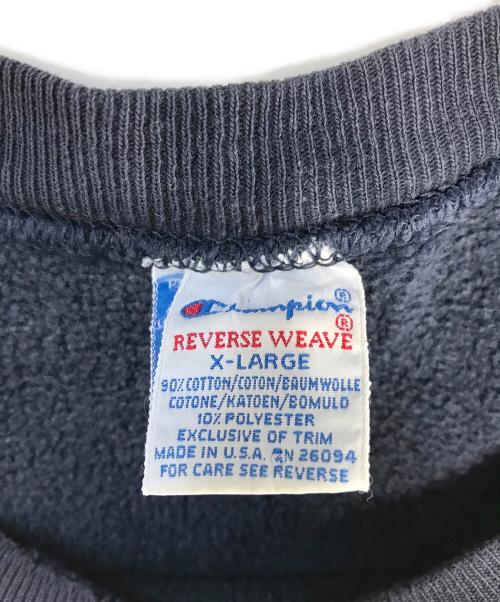 Champion®
REVERSE WEAVE®
X-LARGE
90% COTTON/COTON/BAUMWOLLE
COTONE/KATOEN/BOMULD
10% POLYESTER
EXCLUSIVE OF TRIM
MADE IN U.S.A. RN 26094
FOR CARE SEE REVERSE